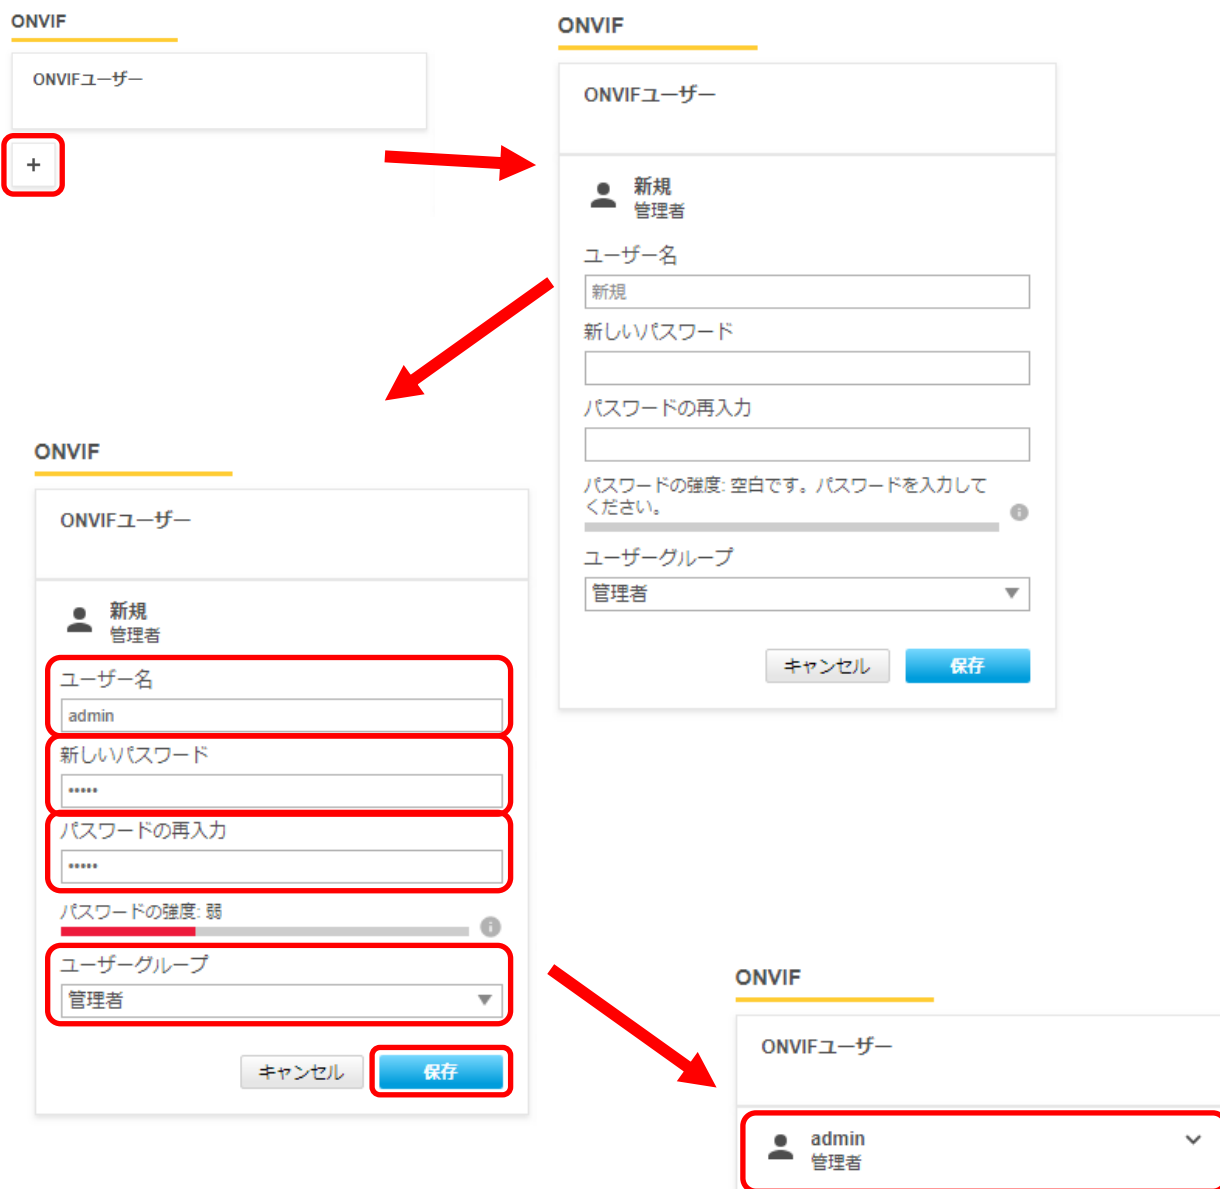 ONVIF
ONVIFユーザー
+
ONVIF
ONVIFユーザー
新規
管理者
ユーザー名
新規
新しいパスワード
パスワードの再入力
パスワードの強度: 空白です。パスワードを入力して
ください。
ユーザーグループ
管理者
キャンセル
保存
ONVIF
ONVIFユーザー
新規
管理者
ユーザー名
admin
新しいパスワード
•••••
パスワードの再入力
•••••
パスワードの強度: 弱
ユーザーグループ
管理者
キャンセル
保存
ONVIF
ONVIFユーザー
admin
管理者